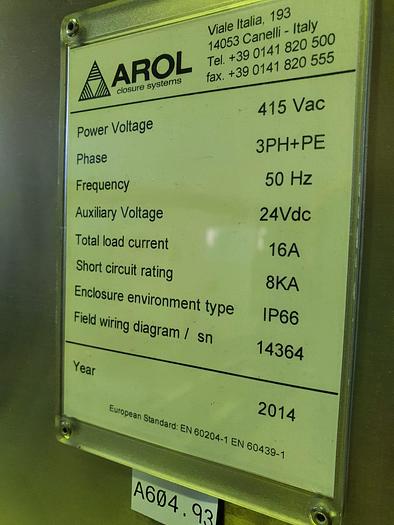 AROL
closure systems
Viale Italia, 193
14053 Canelli - Italy
Tel. +39 0141 820 500
fax. +39 0141 820 555
Power Voltage 415 Vac
Phase 3PH+PE
Frequency 50 Hz
Auxiliary Voltage 24Vdc
Total load current 16A
Short circuit rating 8KA
Enclosure environment type IP66
Field wiring diagram / sn 14364
Year 2014
European Standard: EN 60204-1 EN 60439-1
A604.93